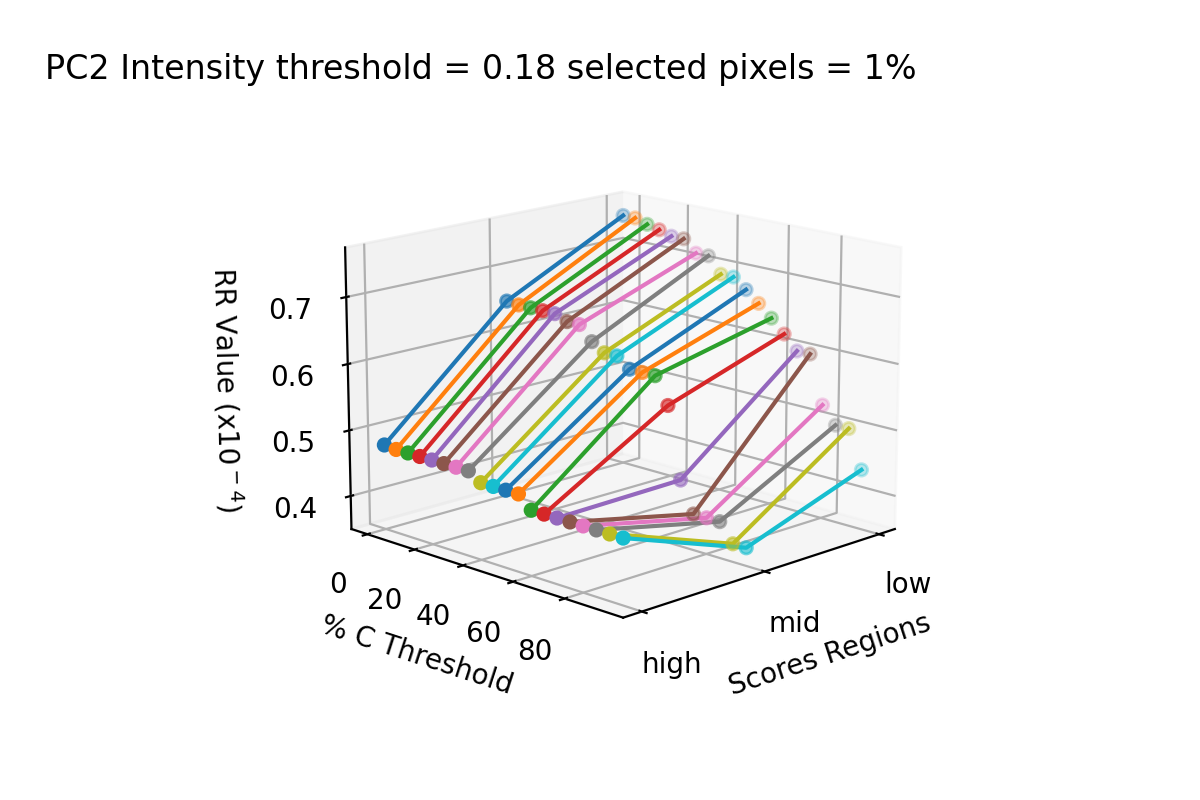 PC2 Intensity threshold = 0.18 selected pixels = 1%
RR Value (x10⁻⁴)
0.7
0.6
0.5
0.4
0
20
40
60
80
% C Threshold
high
mid
low
Scores Regions